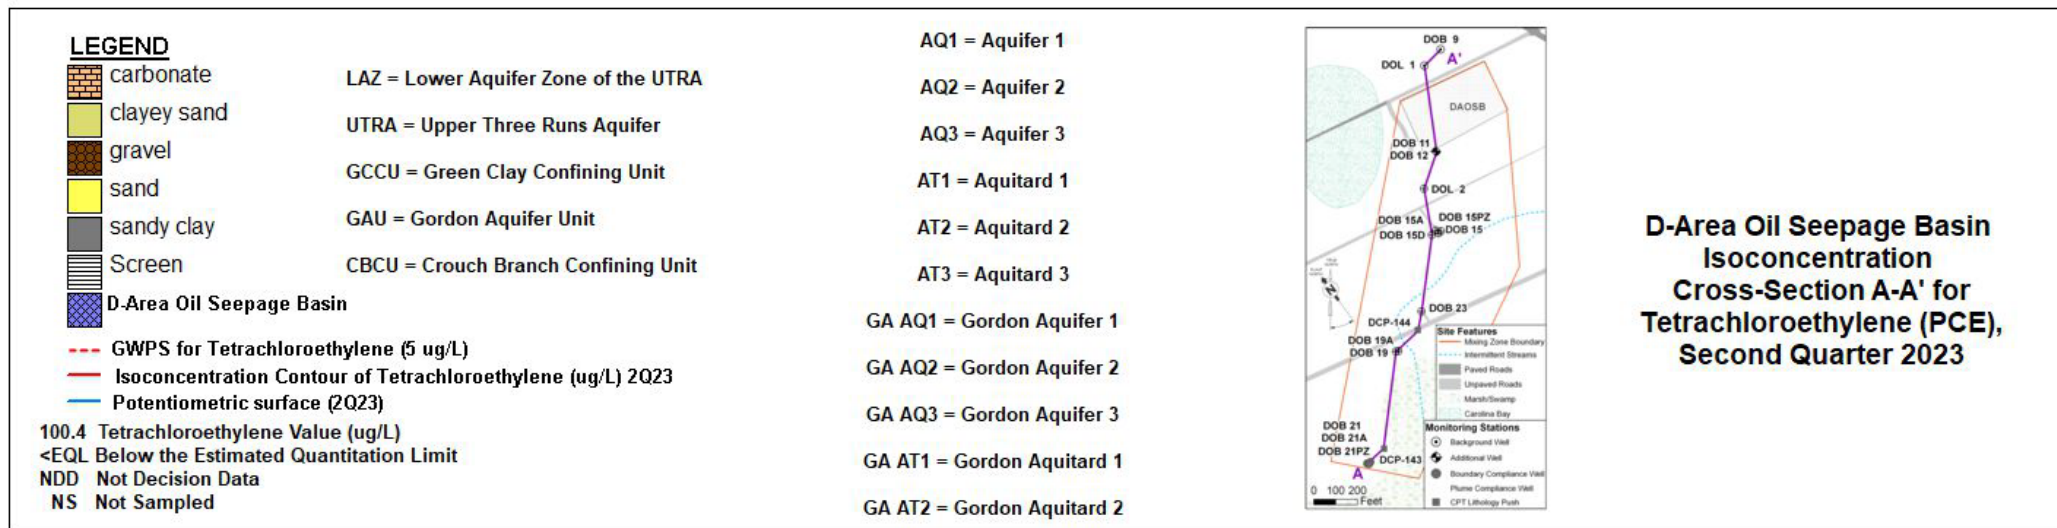 LEGEND
carbonate
clayey sand
gravel
sand
sandy clay
Screen
D-Area Oil Seepage Basin
GWPS for Tetrachloroethylene (5 ug/L)
Isoconcentration Contour of Tetrachloroethylene (ug/L) 2Q23
Potentiometric surface (2Q23)
100.4 Tetrachloroethylene Value (ug/L)
<EQL Below the Estimated Quantitation Limit
NDD Not Decision Data
NS Not Sampled
LAZ = Lower Aquifer Zone of the UTRA
UTRA = Upper Three Runs Aquifer
GCCU = Green Clay Confining Unit
GAU = Gordon Aquifer Unit
CBCU = Crouch Branch Confining Unit
AQ1 = Aquifer 1
AQ2 = Aquifer 2
AQ3 = Aquifer 3
AT1 = Aquitard 1
AT2 = Aquitard 2
AT3 = Aquitard 3
GA AQ1 = Gordon Aquifer 1
GA AQ2 = Gordon Aquifer 2
GA AQ3 = Gordon Aquifer 3
GA AT1 = Gordon Aquitard 1
GA AT2 = Gordon Aquitard 2
DOB 9
A'
DOL 1
DAOSB
DOB 11
DOB 12
DOL 2
DOB 15A
DOB 15PZ
DOB 15D
DOB 15
N
DOB 23
DCP-144
DOB 19A
DOB 19
DOB 21
DOB 21A
DOB 21PZ
DCP-143
A
0 100 200
Feet
Site Features
Mixing Zone Boundary
Intermittent Streams
Paved Roads
Unpaved Roads
Marsh/Swamp
Carolina Bay
Monitoring Stations
Background Well
Additional Well
Boundary Compliance Well
Plume Compliance Well
CPT Lithology Push
D-Area Oil Seepage Basin
Isoconcentration
Cross-Section A-A' for
Tetrachloroethylene (PCE),
Second Quarter 2023